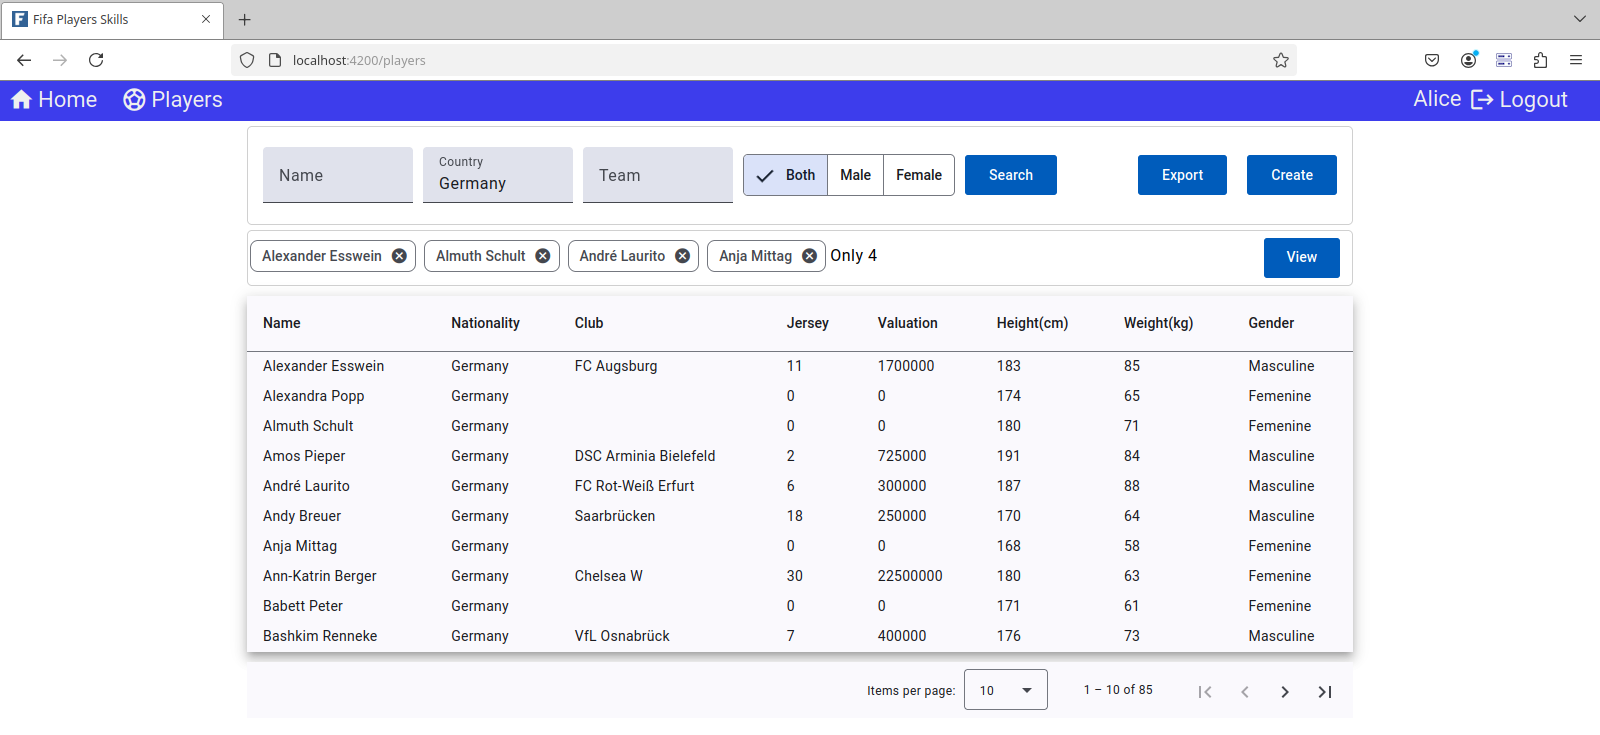 Fifa Players Skills
localhost:4200/players
Home Players Alice Logout
Name Country Germany Team Both Male Female Search Export Create
Alexander Esswein Almuth Schult André Laurito Anja Mittag Only 4 View
Name Nationality Club Jersey Valuation Height(cm) Weight(kg) Gender
Alexander Esswein Germany FC Augsburg 11 1700000 183 85 Masculine
Alexandra Popp Germany 0 0 174 65 Femenine
Almuth Schult Germany 0 0 180 71 Femenine
Amos Pieper Germany DSC Arminia Bielefeld 2 725000 191 84 Masculine
André Laurito Germany FC Rot-Weiß Erfurt 6 300000 187 88 Masculine
Andy Breuer Germany Saarbrücken 18 250000 170 64 Masculine
Anja Mittag Germany 0 0 168 58 Femenine
Ann-Katrin Berger Germany Chelsea W 30 22500000 180 63 Femenine
Babett Peter Germany 0 0 171 61 Femenine
Bashkim Renneke Germany VfL Osnabrück 7 400000 176 73 Masculine
Items per page: 10 1 – 10 of 85